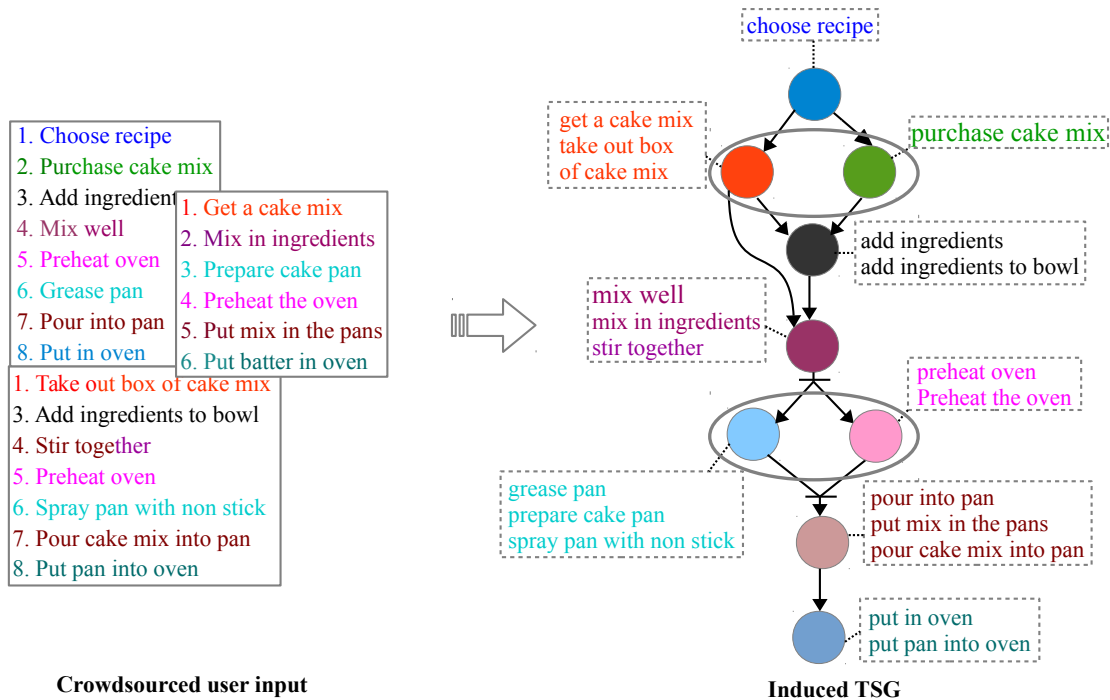 1. Choose recipe
2. Purchase cake mix
3. Add ingredient
4. Mix well
5. Preheat oven
6. Grease pan
7. Pour into pan
8. Put in oven
1. Get a cake mix
2. Mix in ingredients
3. Prepare cake pan
4. Preheat the oven
5. Put mix in the pans
6. Put batter in oven
1. Take out box of cake mix
3. Add ingredients to bowl
4. Stir together
5. Preheat oven
6. Spray pan with non stick
7. Pour cake mix into pan
8. Put pan into oven
Crowdsourced user input
choose recipe
get a cake mix
take out box
of cake mix
purchase cake mix
add ingredients
add ingredients to bowl
mix well
mix in ingredients
stir together
preheat oven
Preheat the oven
grease pan
prepare cake pan
spray pan with non stick
pour into pan
put mix in the pans
pour cake mix into pan
put in oven
put pan into oven
Induced TSG